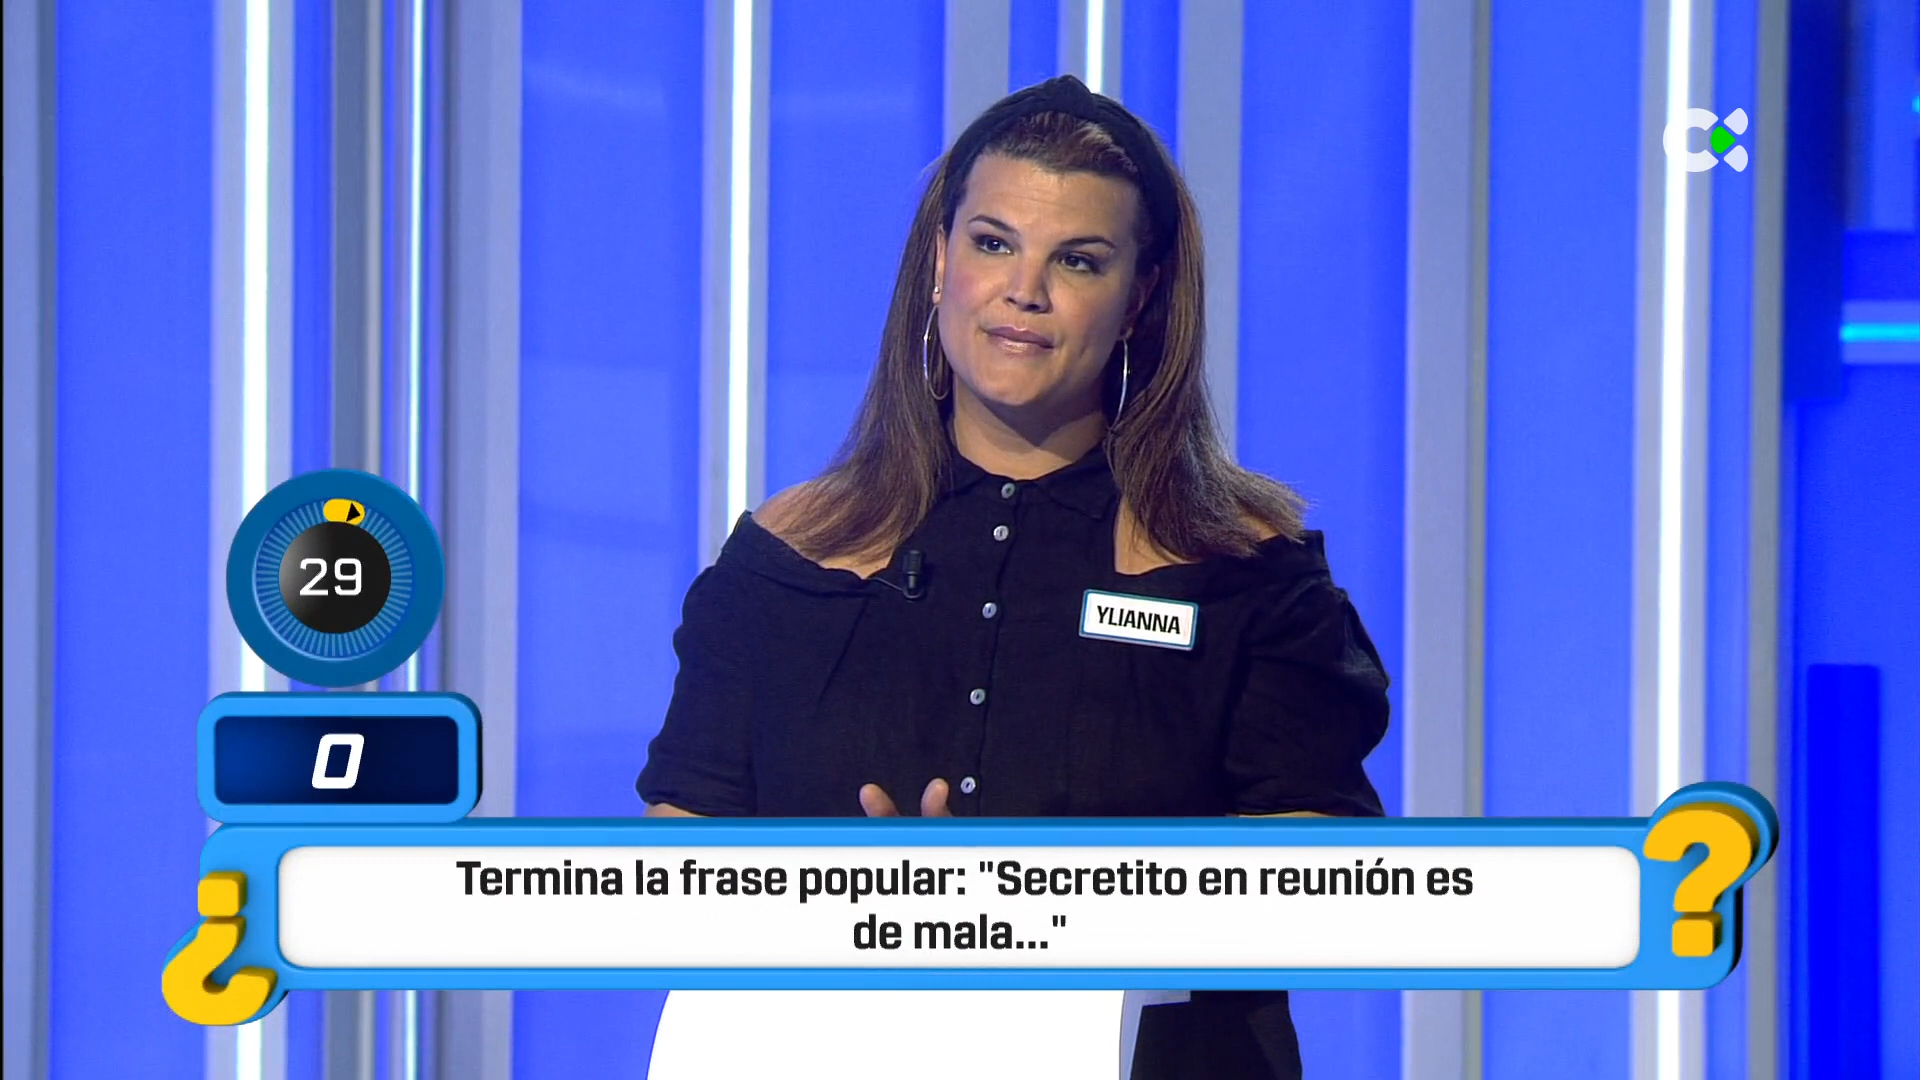 YLIANNA
29
0
Termina la frase popular: "Secretito en reunión es
de mala..."